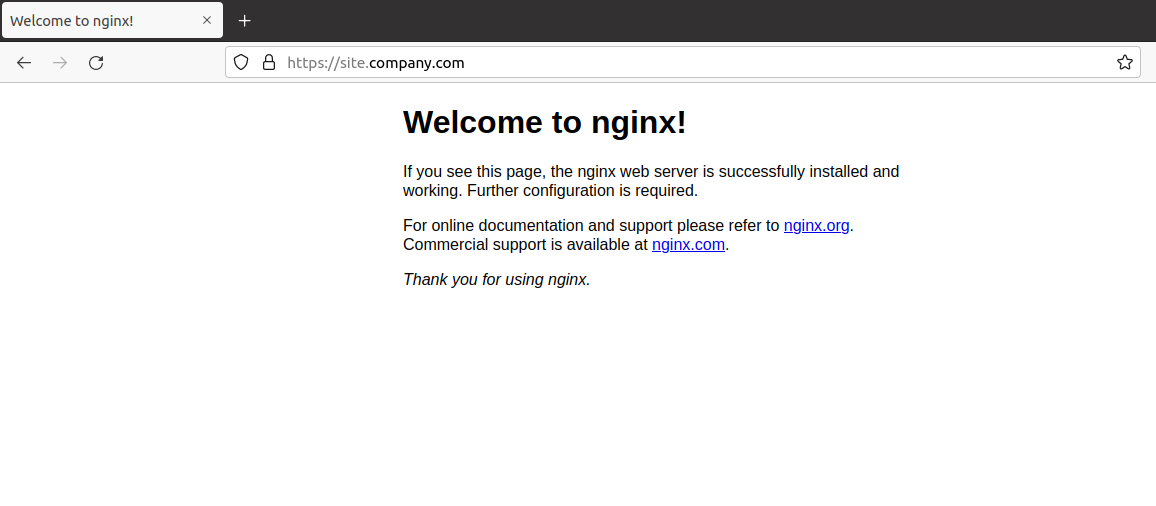 Welcome to nginx!
https://site.company.com
Welcome to nginx!
If you see this page, the nginx web server is successfully installed and
working. Further configuration is required.
For online documentation and support please refer to nginx.org.
Commercial support is available at nginx.com.
Thank you for using nginx.